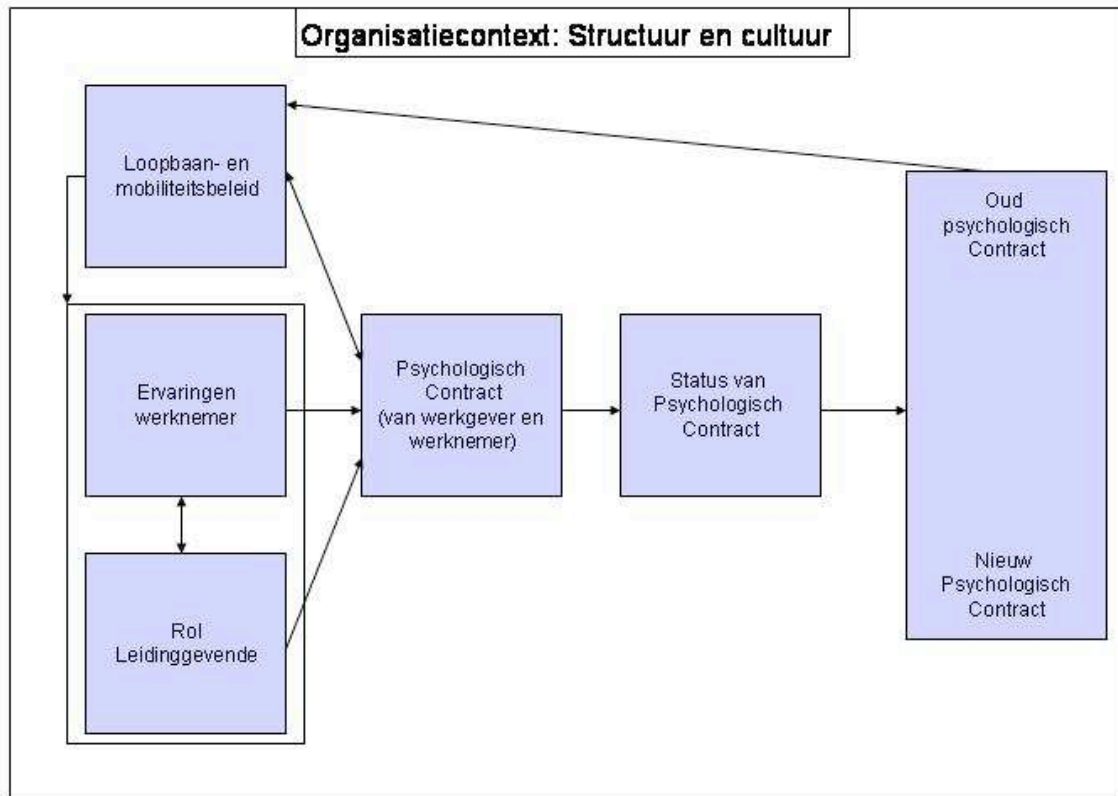 Organisatiecontext: Structuur en cultuur
Loopbaan- en
mobiliteitsbeleid
Oud
psychologisch
Contract
Ervaringen
werknemer
Psychologisch
Contract
(van werkgever en
werknemer)
Status van
Psychologisch
Contract
Nieuw
Psychologisch
Contract
Rol
Leidinggevende